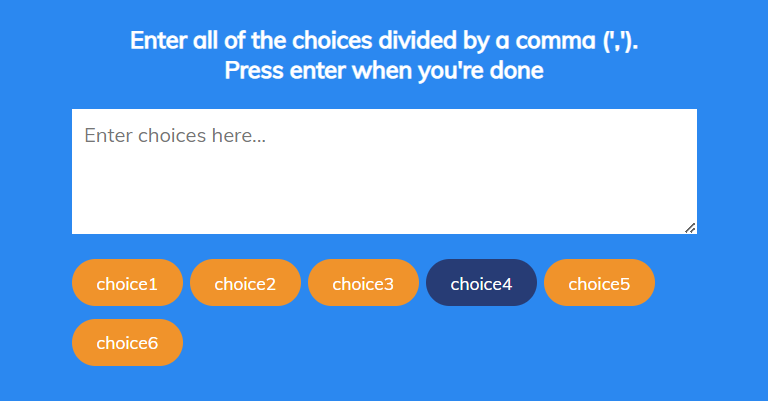 Enter all of the choices divided by a comma (',').
Press enter when you're done
Enter choices here...
choice1 choice2 choice3 choice4 choice5
choice6